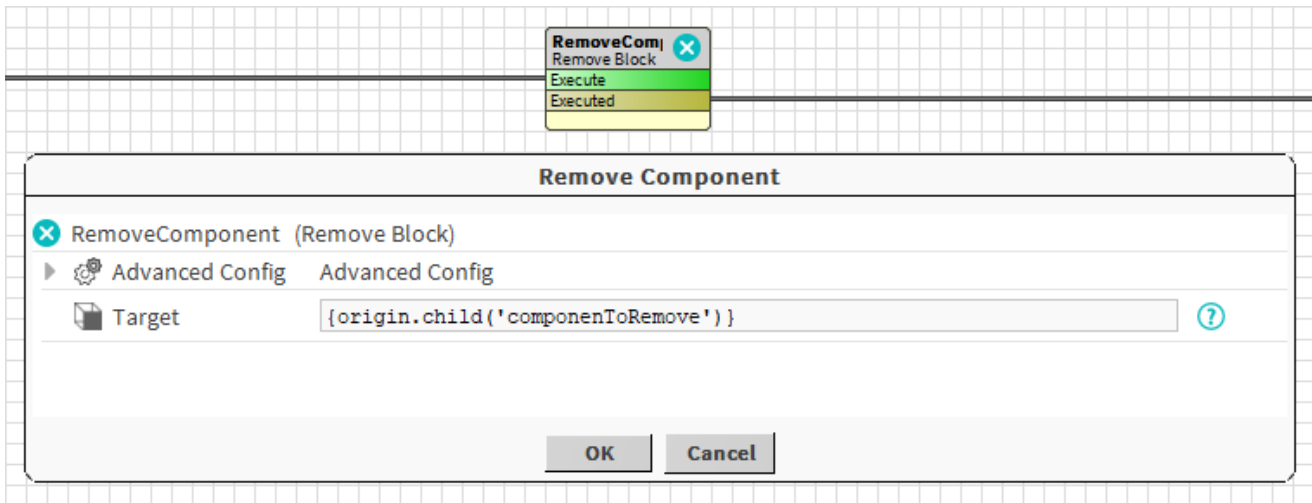 RemoveComp
Remove Block
Execute
Executed
Remove Component
RemoveComponent (Remove Block)
Advanced Config Advanced Config
Target {origin.child('componenToRemove')} ?
OK Cancel